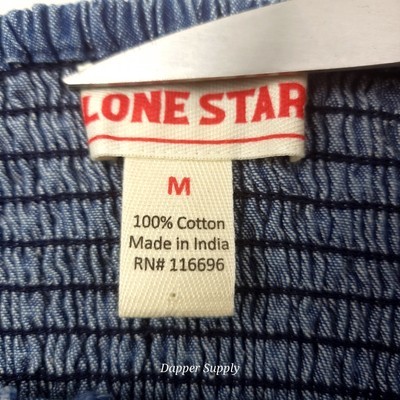 LONE STAR
M
100% Cotton
Made in India
RN# 116696
Dapper Supply